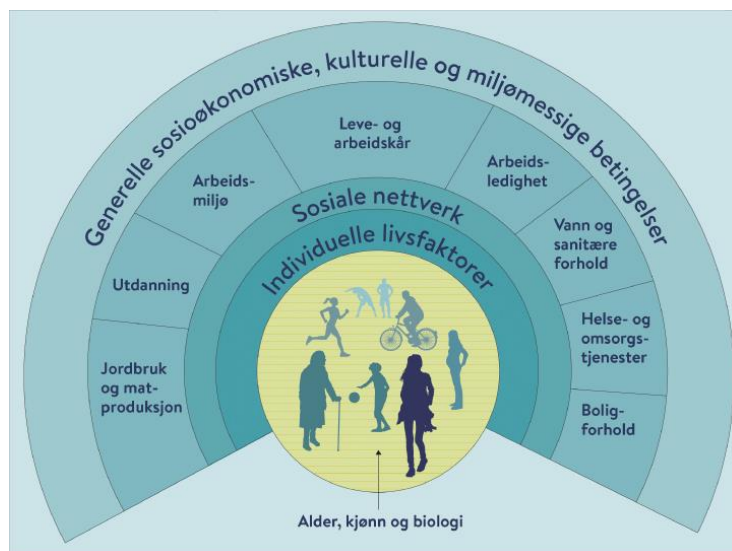 Generelle sosioøkonomiske, kulturelle og miljømessige betingelser
Leve- og
arbeidskår
Arbeids-
miljø
Arbeids-
ledighet
Utdanning
Vann og
sanitære
forhold
Jordbruk
og mat-
produksjon
Helse- og
omsorgs-
tjenester
Bolig-
forhold
Sosiale nettverk
Individuelle livsfaktorer
Alder, kjønn og biologi